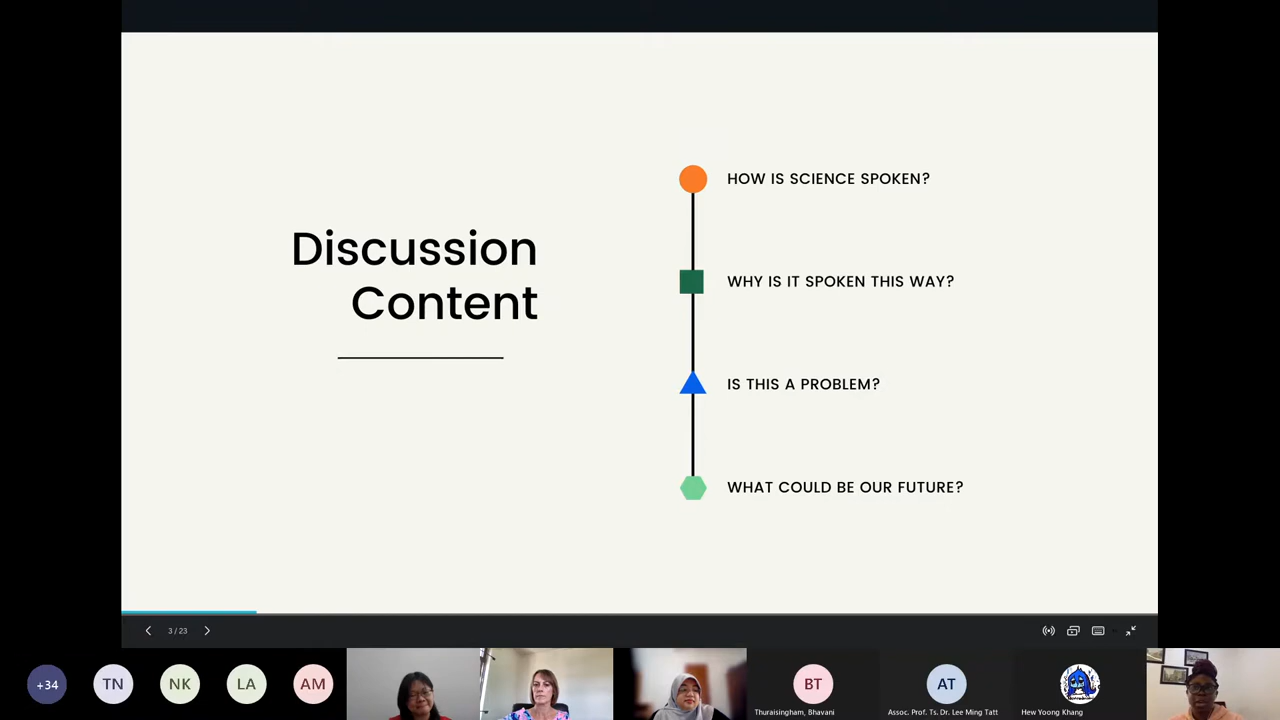 Discussion
Content
HOW IS SCIENCE SPOKEN?
WHY IS IT SPOKEN THIS WAY?
IS THIS A PROBLEM?
WHAT COULD BE OUR FUTURE?
3 / 23
+34
TN
NK
LA
AM
BT
AT
Thuraisingham, Bhavani
Assoc. Prof. Ts. Dr. Lee Ming Tatt
Hew Yoong Khang